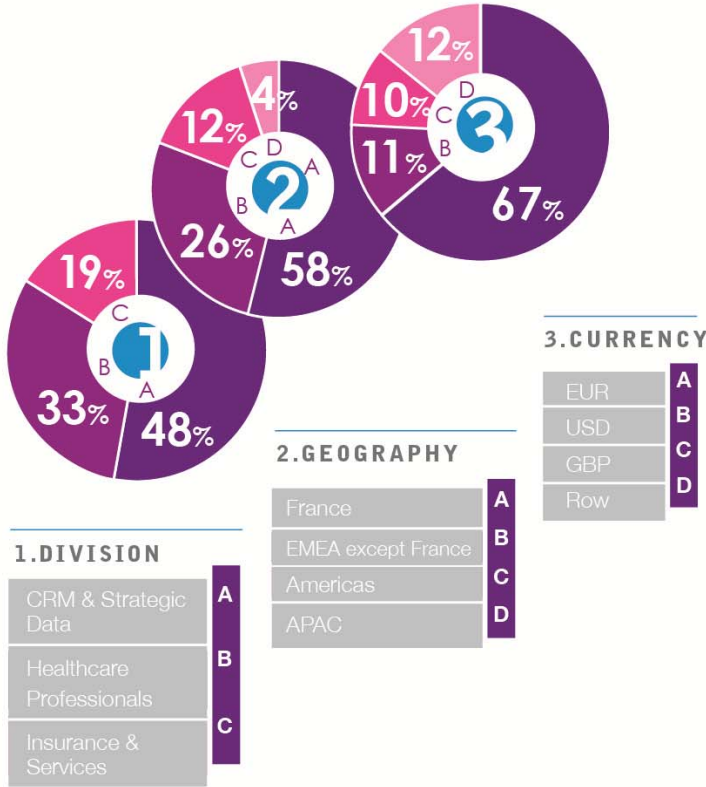 12%
D
10%
C
3
B
11%
67%
4%
12%
D
C
A
2
B
A
26%
58%
19%
C
1
B
A
33%
48%
3.CURRENCY
EUR A
USD B
GBP C
Row D
2.GEOGRAPHY
France A
EMEA except France B
Americas C
APAC D
1.DIVISION
CRM & Strategic A
Data
Healthcare B
Professionals
Insurance & C
Services